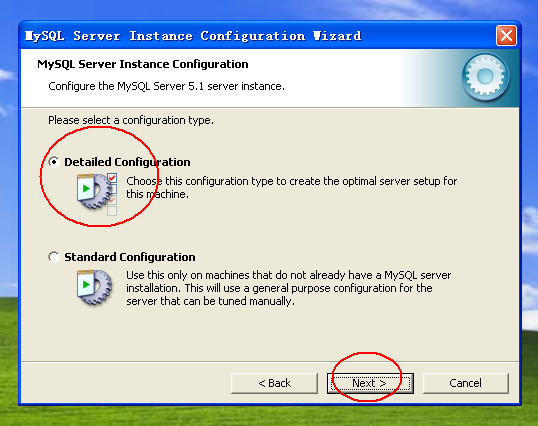 MySQL Server Instance Configuration Wizard
MySQL Server Instance Configuration
Configure the MySQL Server 5.1 server instance.
Please select a configuration type.
Detailed Configuration
Choose this configuration type to create the optimal server setup for
this machine.
Standard Configuration
Use this only on machines that do not already have a MySQL server
installation. This will use a general purpose configuration for the
server that can be tuned manually.
< Back
Next >
Cancel